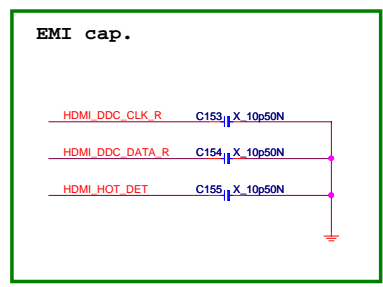 EMI cap.
HDMI_DDC_CLK_R C153 X_10p50N
HDMI_DDC_DATA_R C154 X_10p50N
HDMI_HOT_DET C155 X_10p50N